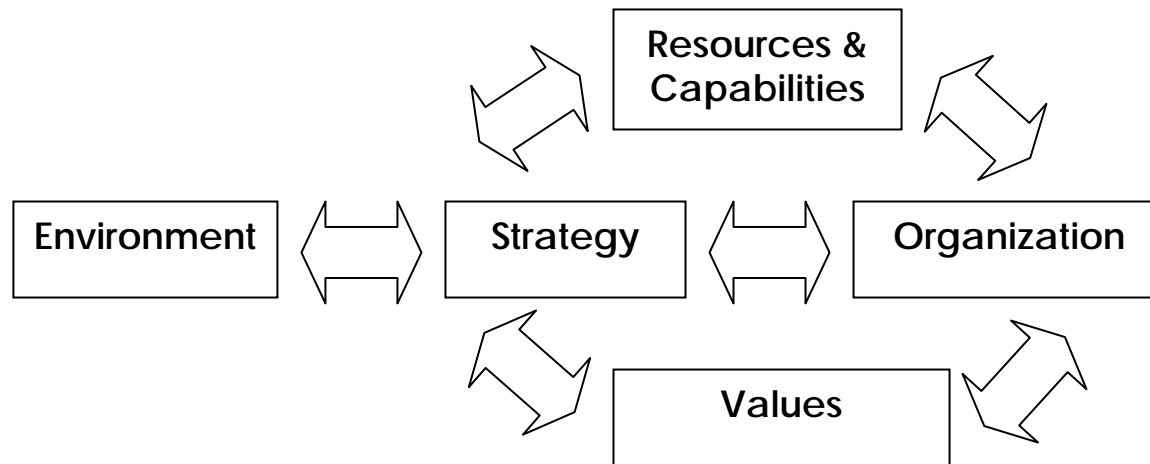 Resources &
Capabilities
Environment
Strategy
Organization
Values